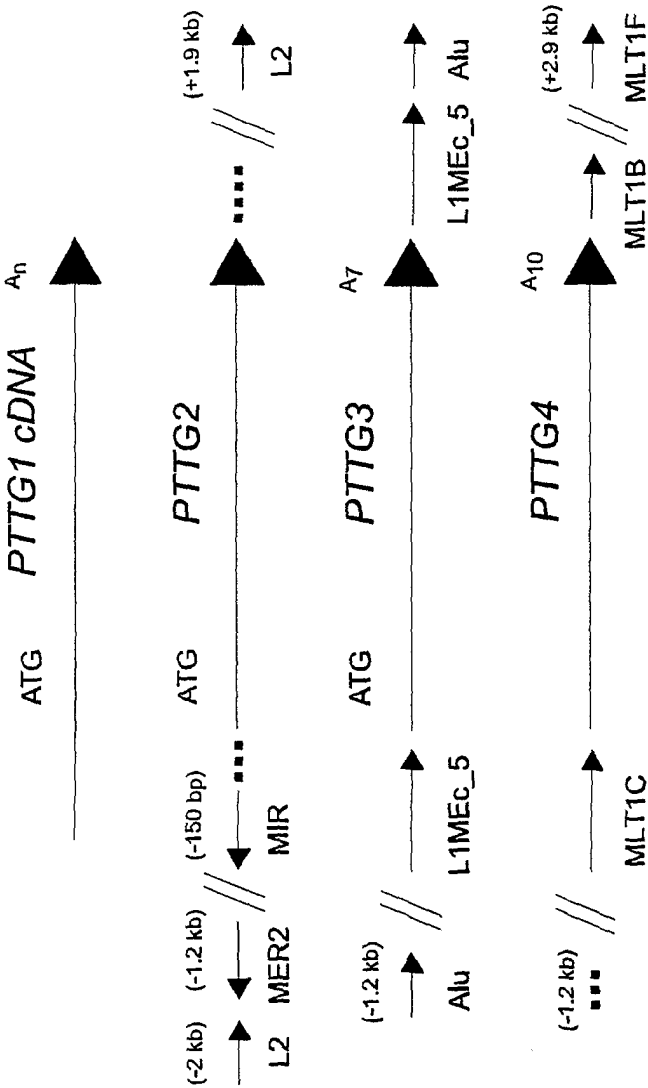 PTTG1 cDNA
ATG
An
(-2 kb)
(-1.2 kb)
(-150 bp)
ATG
PTTG2
(+1.9 kb)
L2
MER2
MIR
L2
(-1.2 kb)
ATG
PTTG3
A7
Alu
L1MEc_5
L1MEc_5
Alu
(-1.2 kb)
PTTG4
A10
(+2.9 kb)
MLT1C
MLT1B
MLT1F